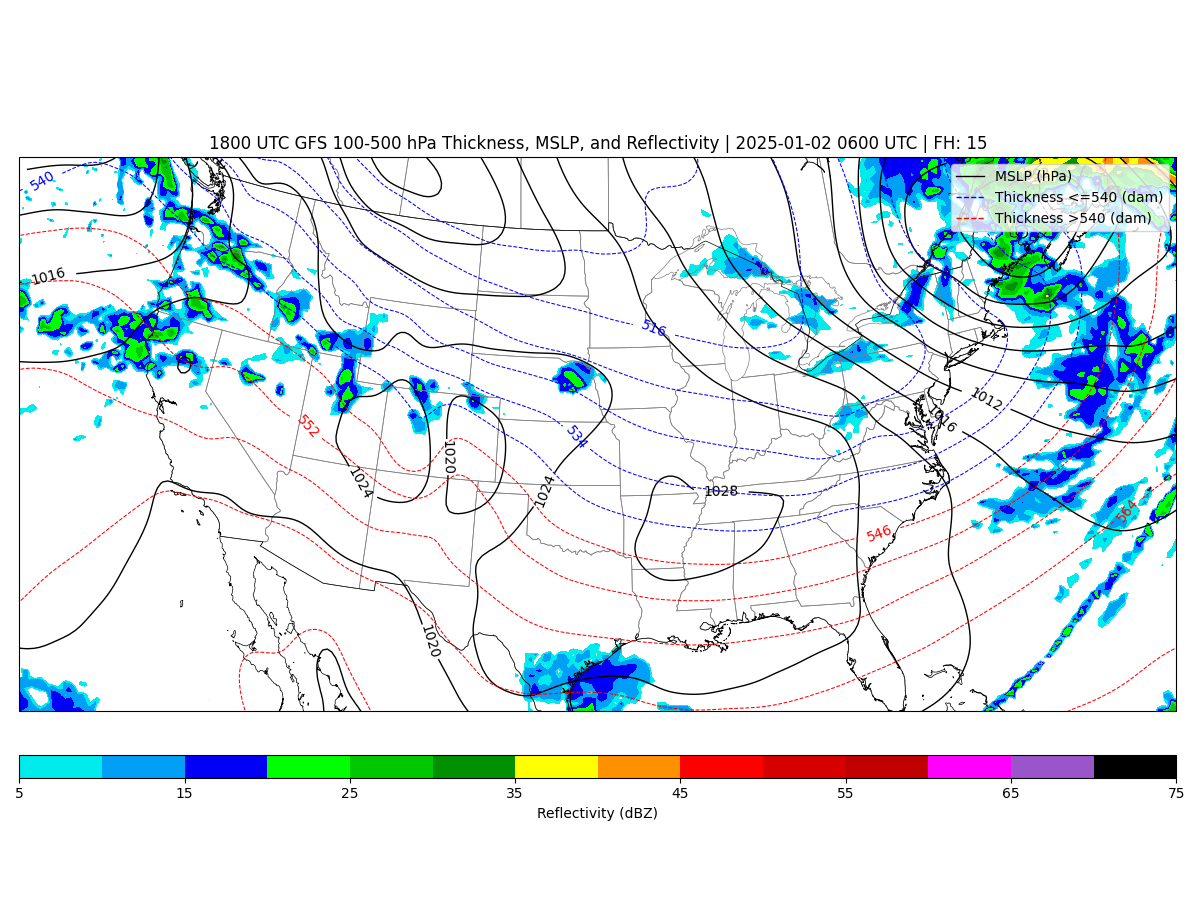 1800 UTC GFS 100-500 hPa Thickness, MSLP, and Reflectivity | 2025-01-02 0600 UTC | FH: 15
MSLP (hPa)
Thickness <=540 (dam)
Thickness >540 (dam)
540
1016
516
1012
1016
552
534
1020
1024
1024
1028
564
546
1020
5 15 25 35 45 55 65 75
Reflectivity (dBZ)